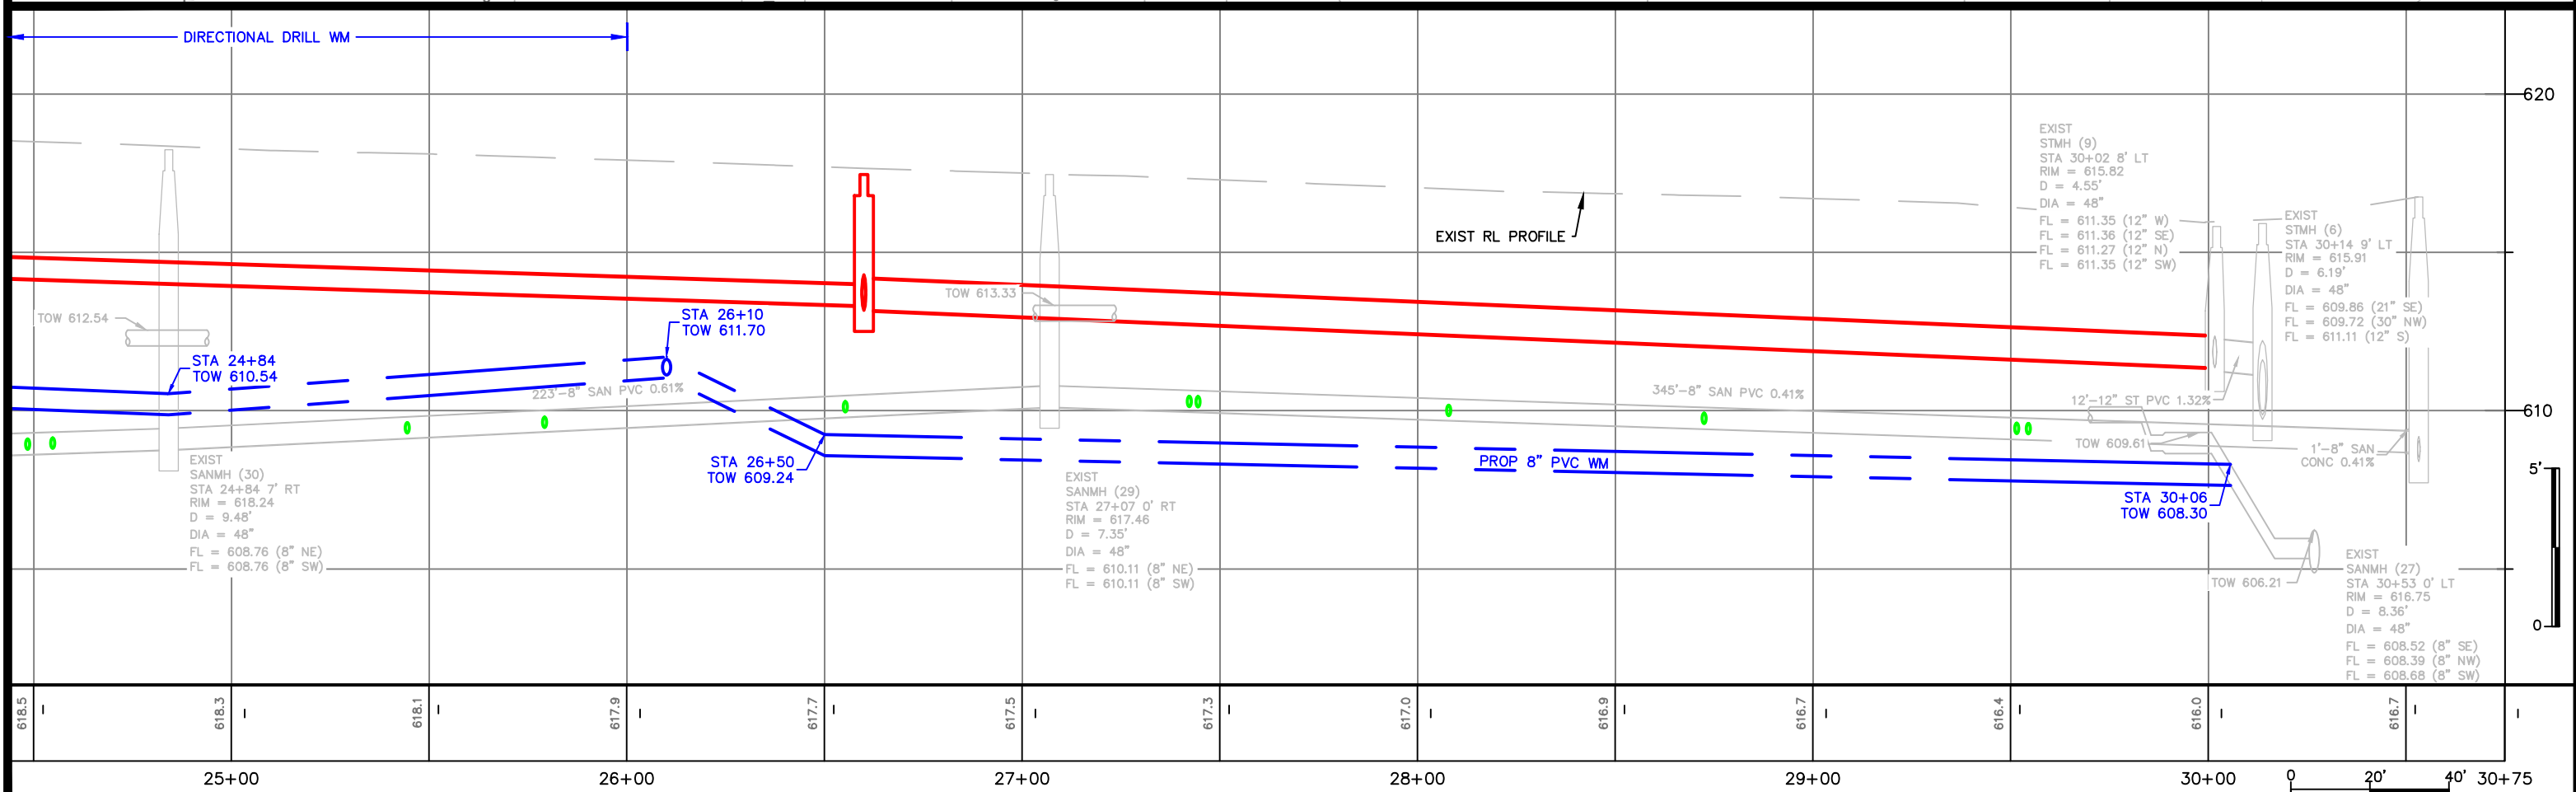 DIRECTIONAL DRILL WM
620
EXIST
STMH (9)
STA 30+02 8' LT
RIM = 615.82
D = 4.55'
DIA = 48"
FL = 611.35 (12" W)
FL = 611.36 (12" SE)
FL = 611.27 (12" N)
FL = 611.35 (12" SW)
EXIST
STMH (6)
STA 30+14 9' LT
RIM = 615.91
D = 6.19'
DIA = 48"
FL = 609.86 (21" SE)
FL = 609.72 (30" NW)
FL = 611.11 (12" S)
EXIST RL PROFILE
TOW 613.33
TOW 612.54
STA 26+10
TOW 611.70
STA 24+84
TOW 610.54
223'-8" SAN PVC 0.61%
345'-8" SAN PVC 0.41%
12'-12" ST PVC 1.32%
610
TOW 609.61
1'-8" SAN
CONC 0.41%
STA 26+50
TOW 609.24
PROP 8" PVC WM
5'
EXIST
SANMH (30)
STA 24+84 7' RT
RIM = 618.24
D = 9.48'
DIA = 48"
FL = 608.76 (8" NE)
FL = 608.76 (8" SW)
EXIST
SANMH (29)
STA 27+07 0' RT
RIM = 617.46
D = 7.35'
DIA = 48"
FL = 610.11 (8" NE)
FL = 610.11 (8" SW)
STA 30+06
TOW 608.30
TOW 606.21
EXIST
SANMH (27)
STA 30+53 0' LT
RIM = 616.75
D = 8.36'
DIA = 48"
FL = 608.52 (8" SE)
FL = 608.39 (8" NW)
FL = 608.68 (8" SW)
0
618.5
618.3
618.1
617.9
617.7
617.5
617.3
617.0
616.9
616.7
616.4
616.0
616.7
25+00
26+00
27+00
28+00
29+00
30+00
0
20'
40'
30+75